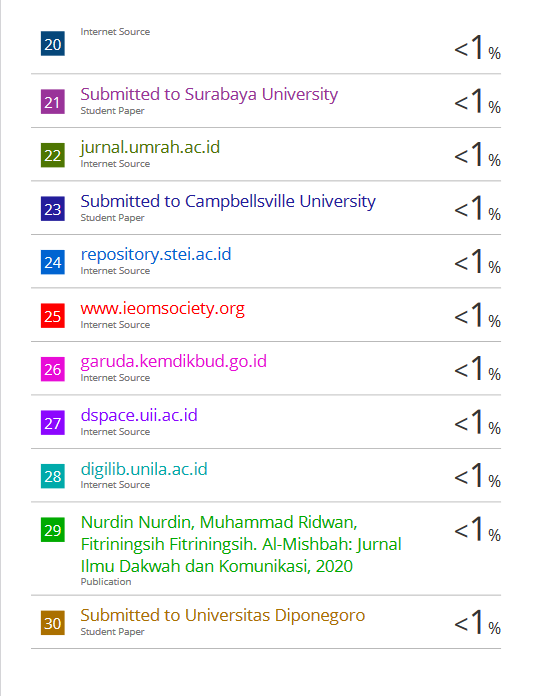 20
Internet Source
<1%
21
Submitted to Surabaya University
Student Paper
<1%
22
jurnal.umrah.ac.id
Internet Source
<1%
23
Submitted to Campbellsville University
Student Paper
<1%
24
repository.stei.ac.id
Internet Source
<1%
25
www.ieomsociety.org
Internet Source
<1%
26
garuda.kemdikbud.go.id
Internet Source
<1%
27
dspace.uii.ac.id
Internet Source
<1%
28
digilib.unila.ac.id
Internet Source
<1%
29
Nurdin Nurdin, Muhammad Ridwan,
Fitriningsih Fitriningsih. Al-Mishbah: Jurnal
Ilmu Dakwah dan Komunikasi, 2020
Publication
<1%
30
Submitted to Universitas Diponegoro
Student Paper
<1%